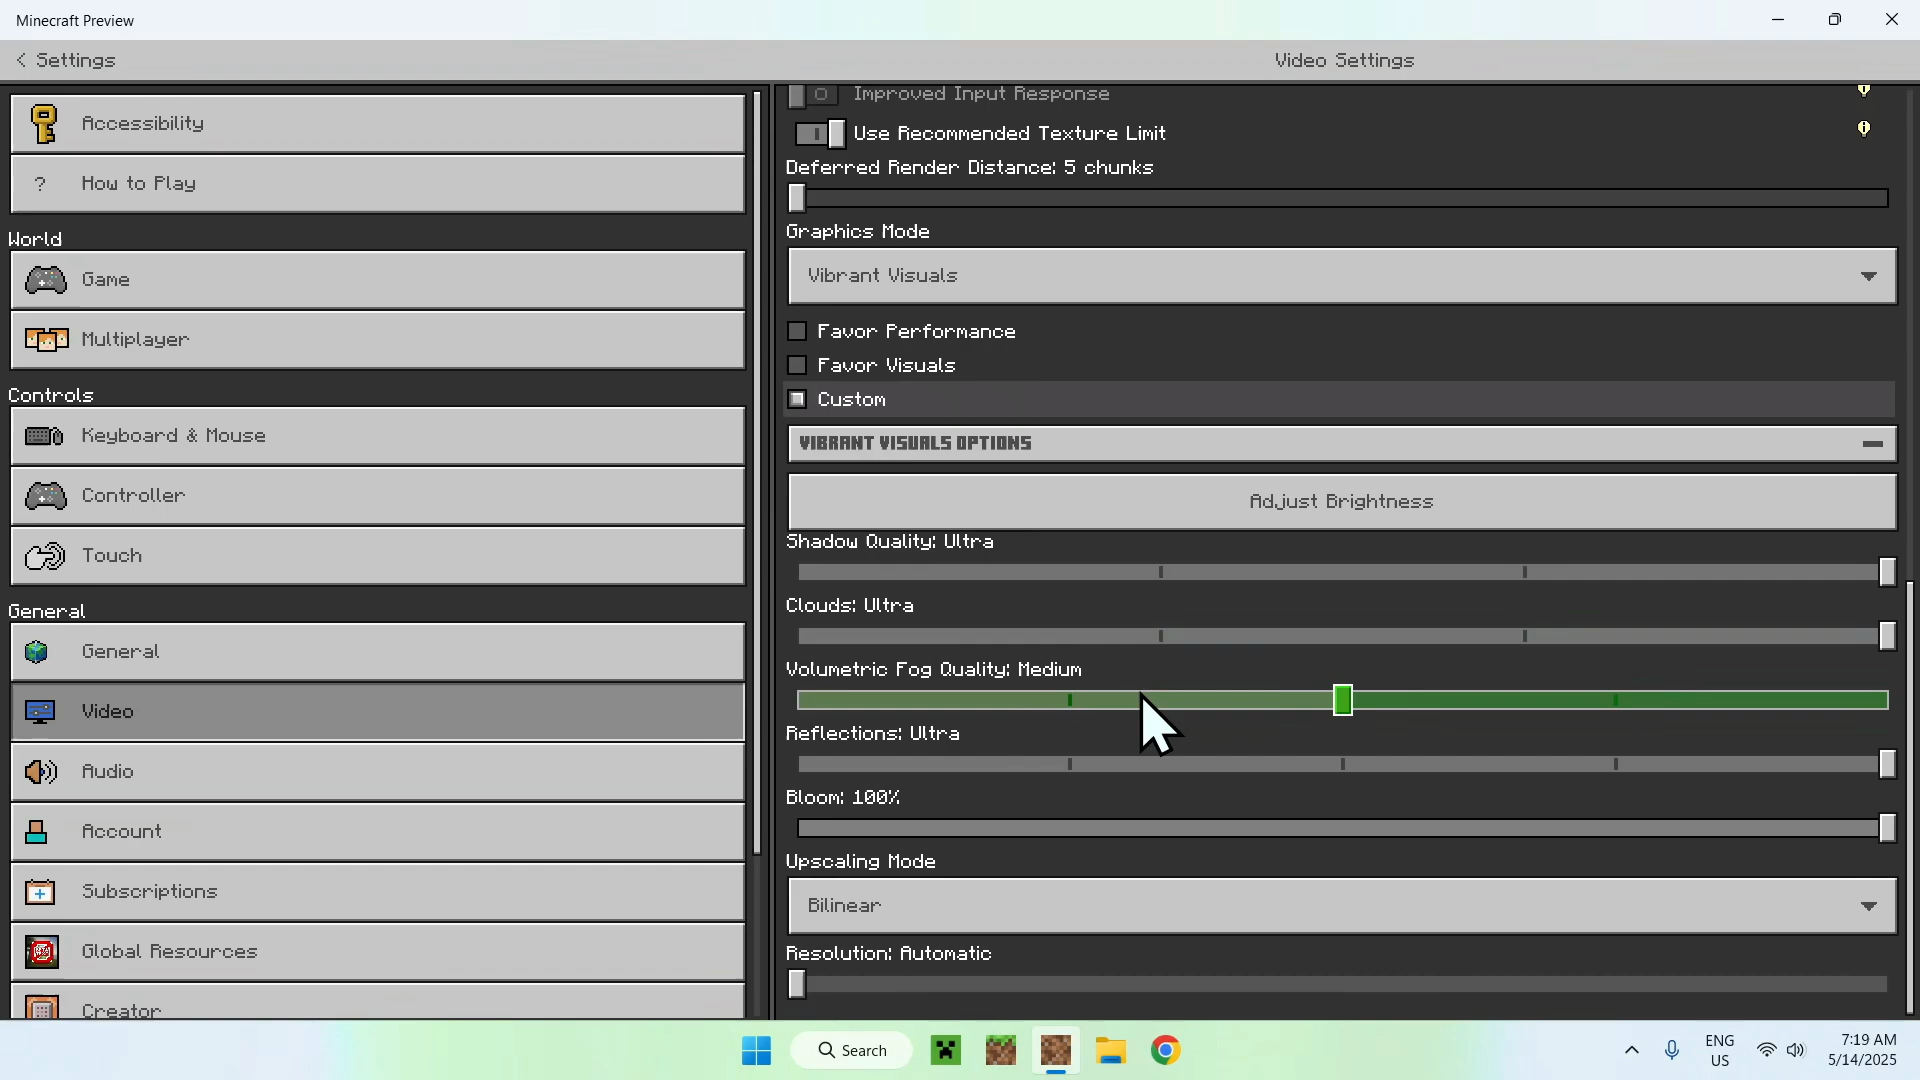 Minecraft Preview
Settings
Video Settings
Accessibility
? How to Play
World
Game
Multiplayer
Controls
Keyboard & Mouse
Controller
Touch
General
General
Video
Audio
Account
Subscriptions
Global Resources
Creator
Improved Input Response
Use Recommended Texture Limit
Deferred Render Distance: 5 chunks
Graphics Mode
Vibrant Visuals
Favor Performance
Favor Visuals
Custom
VIBRANT VISUALS OPTIONS
Adjust Brightness
Shadow Quality: Ultra
Clouds: Ultra
Volumetric Fog Quality: Medium
Reflections: Ultra
Bloom: 100%
Upscaling Mode
Bilinear
Resolution: Automatic
Search
ENG
US
7:19 AM
5/14/2025